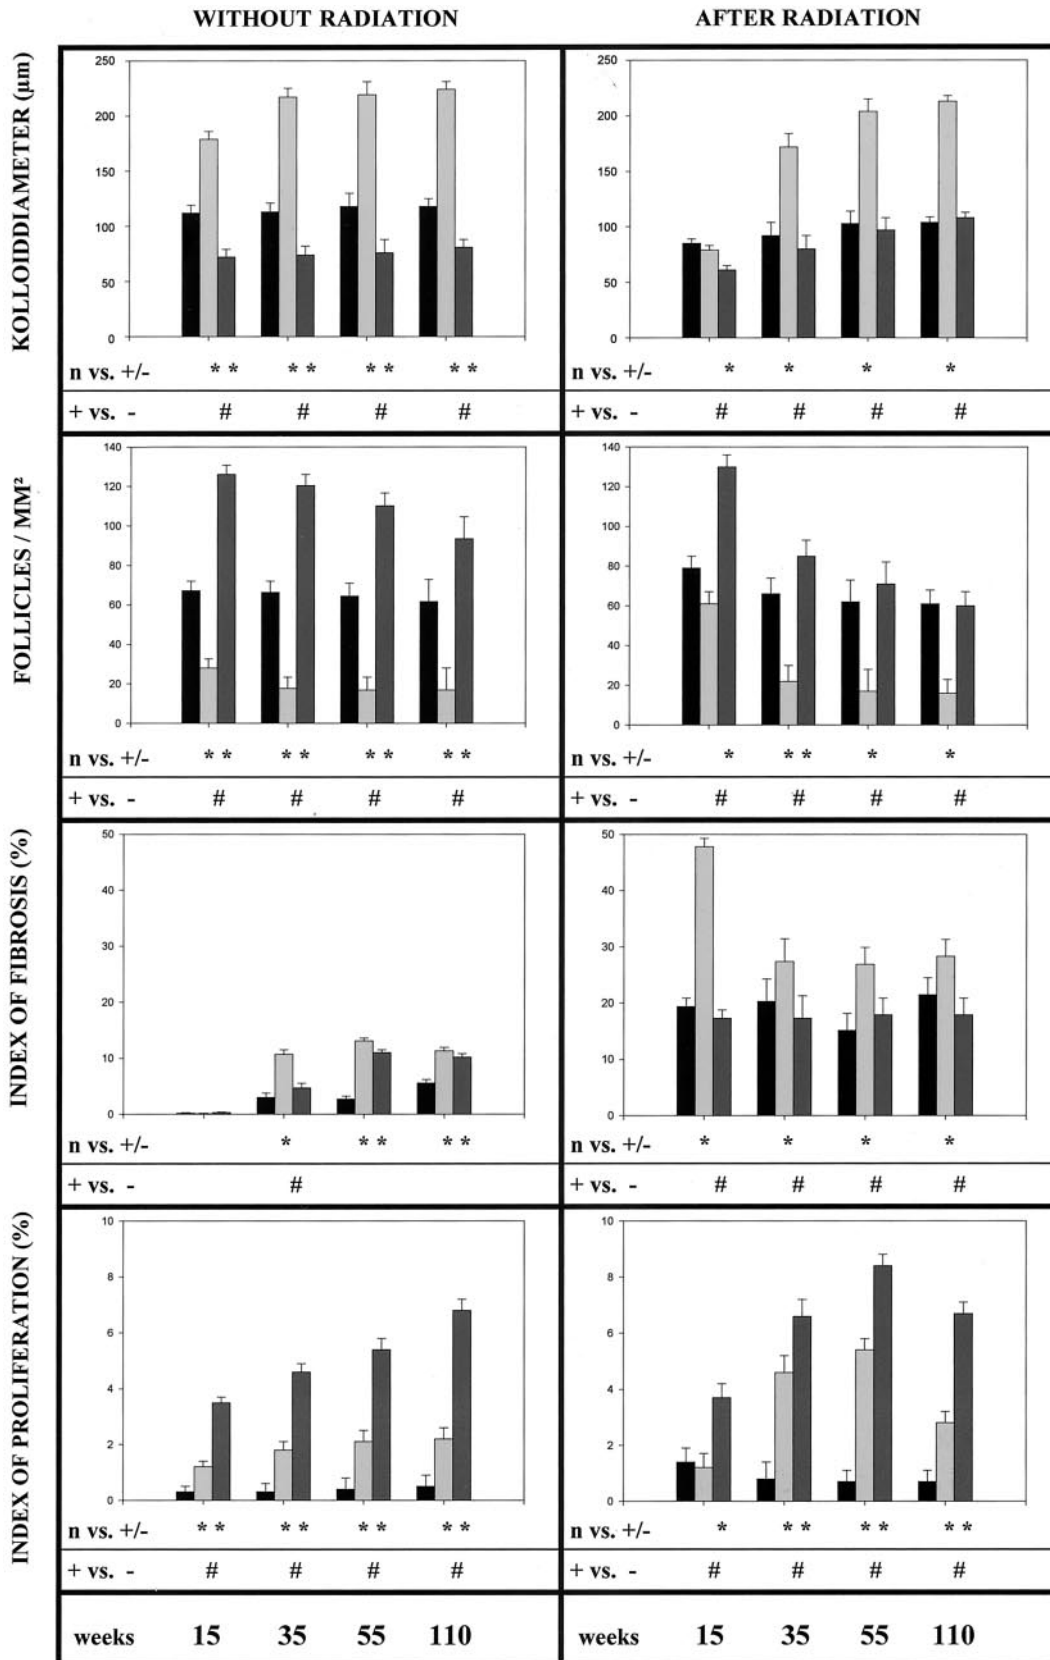 WITHOUT RADIATION
AFTER RADIATION
KOLLOIDDIAMETER (µm)
250
200
150
100
50
0
n vs. +/- ** ** ** **
+ vs. - # # # #
250
200
150
100
50
0
n vs. +/- * * * *
+ vs. - # # # #
FOLLICLES / MM²
140
120
100
80
60
40
20
0
n vs. +/- ** ** ** **
+ vs. - # # # #
140
120
100
80
60
40
20
0
n vs. +/- * ** * *
+ vs. - # # # #
INDEX OF FIBROSIS (%)
50
40
30
20
10
0
n vs. +/- * ** **
+ vs. - #
50
40
30
20
10
0
n vs. +/- * * * *
+ vs. - # # # #
INDEX OF PROLIFERATION (%)
10
8
6
4
2
0
n vs. +/- ** ** ** **
+ vs. - # # # #
10
8
6
4
2
0
n vs. +/- * ** ** **
+ vs. - # # # #
weeks 15 35 55 110
weeks 15 35 55 110